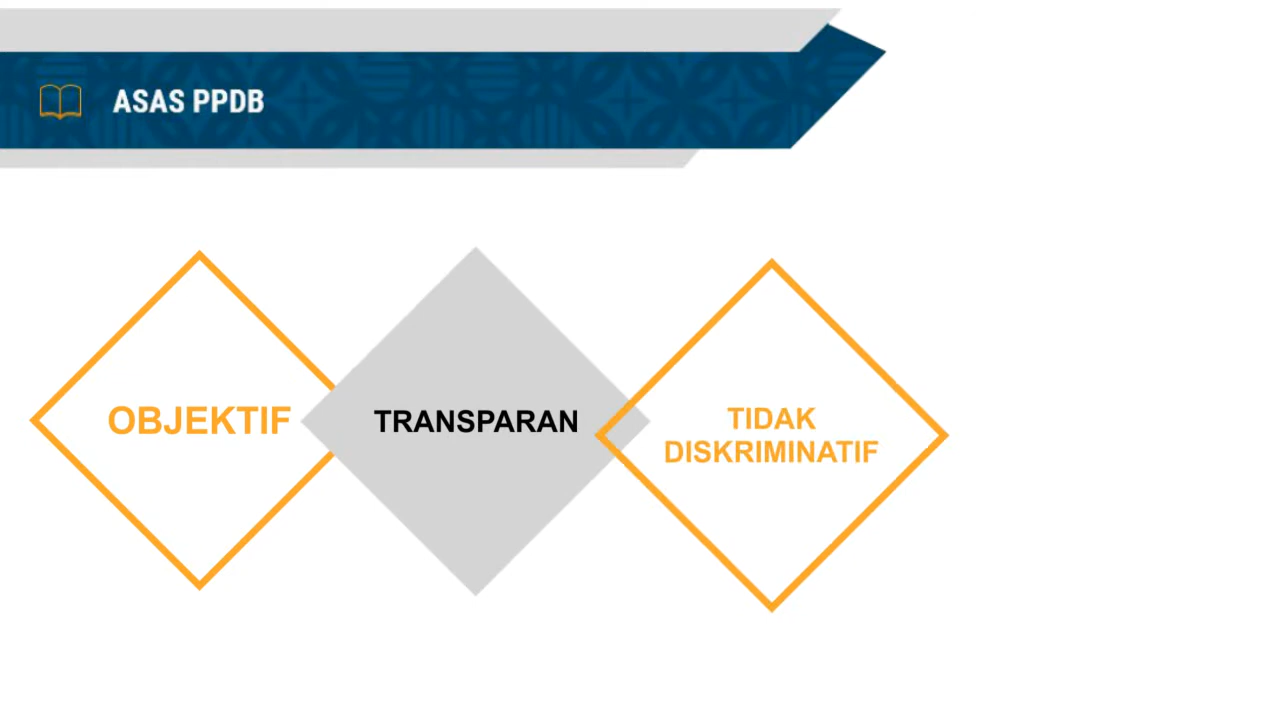 ASAS PPDB
OBJEKTIF
TRANSPARAN
TIDAK
DISKRIMINATIF